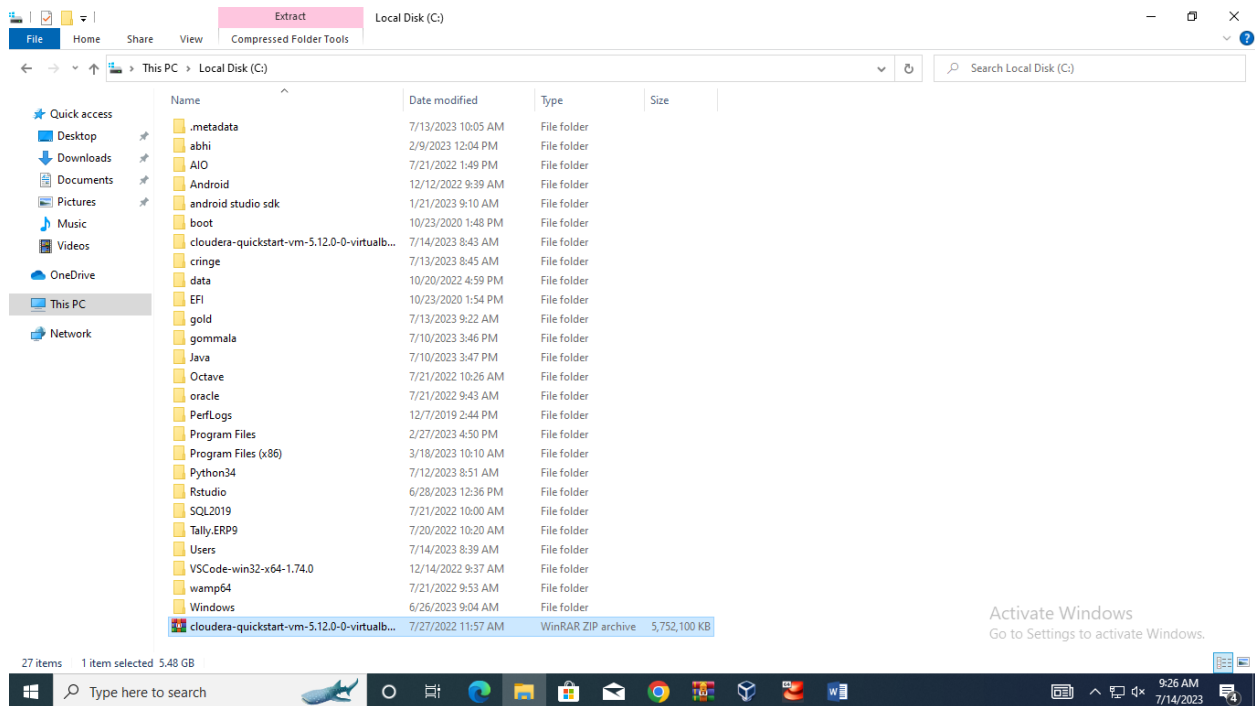 Extract Local Disk (C:)
File Home Share View Compressed Folder Tools
This PC > Local Disk (C:) Search Local Disk (C:)
Name Date modified Type Size
Quick access
Desktop
Downloads
Documents
Pictures
Music
Videos
OneDrive
This PC
Network
.metadata 7/13/2023 10:05 AM File folder
abhi 2/9/2023 12:04 PM File folder
AIO 7/21/2022 1:49 PM File folder
Android 12/12/2022 9:39 AM File folder
android studio sdk 1/21/2023 9:10 AM File folder
boot 10/23/2020 1:48 PM File folder
cloudera-quickstart-vm-5.12.0-0-virtualb... 7/14/2023 8:43 AM File folder
cringe 7/13/2023 8:45 AM File folder
data 10/20/2022 4:59 PM File folder
EFI 10/23/2020 1:54 PM File folder
gold 7/13/2023 9:22 AM File folder
gommala 7/10/2023 3:46 PM File folder
Java 7/10/2023 3:47 PM File folder
Octave 7/21/2022 10:26 AM File folder
oracle 7/21/2022 9:43 AM File folder
PerfLogs 12/7/2019 2:44 PM File folder
Program Files 2/27/2023 4:50 PM File folder
Program Files (x86) 3/18/2023 10:10 AM File folder
Python34 7/12/2023 8:51 AM File folder
Rstudio 6/28/2023 12:36 PM File folder
SQL2019 7/21/2022 10:00 AM File folder
Tally.ERP9 7/20/2022 10:20 AM File folder
Users 7/14/2023 8:39 AM File folder
VSCode-win32-x64-1.74.0 12/14/2022 9:37 AM File folder
wamp64 7/21/2022 9:53 AM File folder
Windows 6/26/2023 9:04 AM File folder
cloudera-quickstart-vm-5.12.0-0-virtualb... 7/27/2022 11:57 AM WinRAR ZIP archive 5,752,100 KB
Activate Windows
Go to Settings to activate Windows.
27 items 1 item selected 5.48 GB
Type here to search
9:26 AM
7/14/2023
4